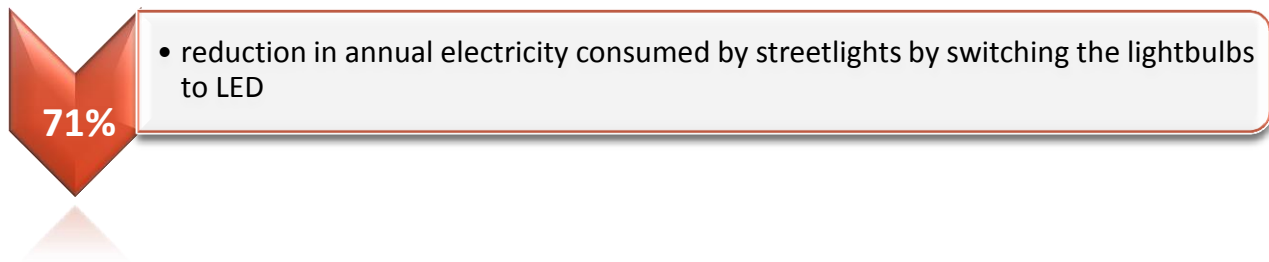 • reduction in annual electricity consumed by streetlights by switching the lightbulbs
to LED
71%